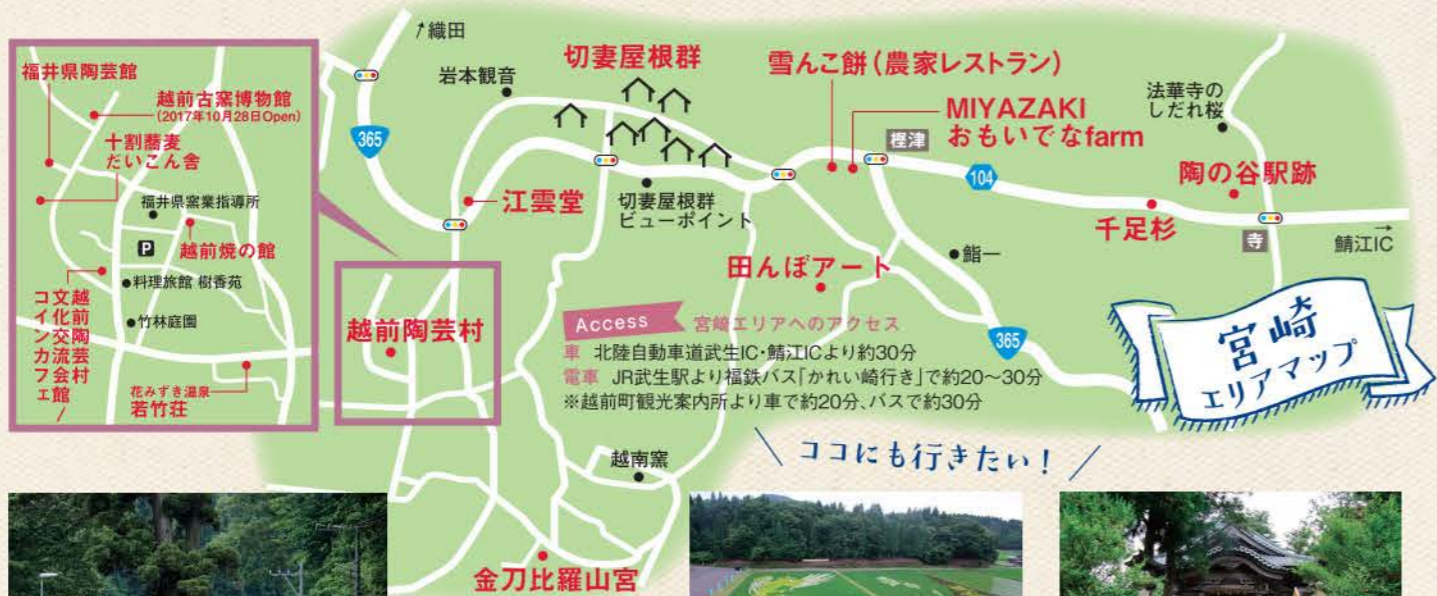 福井県陶芸館
越前古窯博物館
(2017年10月28日Open)
十割蕎麦
だいこん舎
福井県窯業指導所
P
越前焼の館
料理旅館 樹香苑
竹林庭園
越前陶芸村
文化交流会館
コインカフェ
花みずき温泉
若竹荘
↗織田
365
岩本観音
切妻屋根群
雪んこ餅(農家レストラン)
MIYAZAKI
おもいでなfarm
樫津
法華寺の
しだれ桜
104
陶の谷駅跡
江雲堂
切妻屋根群
ビューポイント
千足杉
寺
→
鯖江IC
鮨一
田んぼアート
越前陶芸村
365
Access 宮崎エリアへのアクセス
車 北陸自動車道武生IC・鯖江ICより約30分
電車 JR武生駅より福鉄バス「かれい崎行き」で約20〜30分
※越前町観光案内所より車で約20分、バスで約30分
宮崎
エリアマップ
ココにも行きたい!
越南窯
金刀比羅山宮